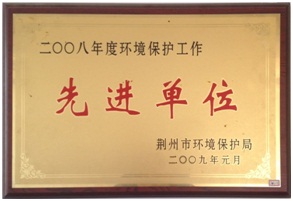 二〇〇八年度环境保护工作
先进单位
荆州市环境保护局
二〇〇九年元月